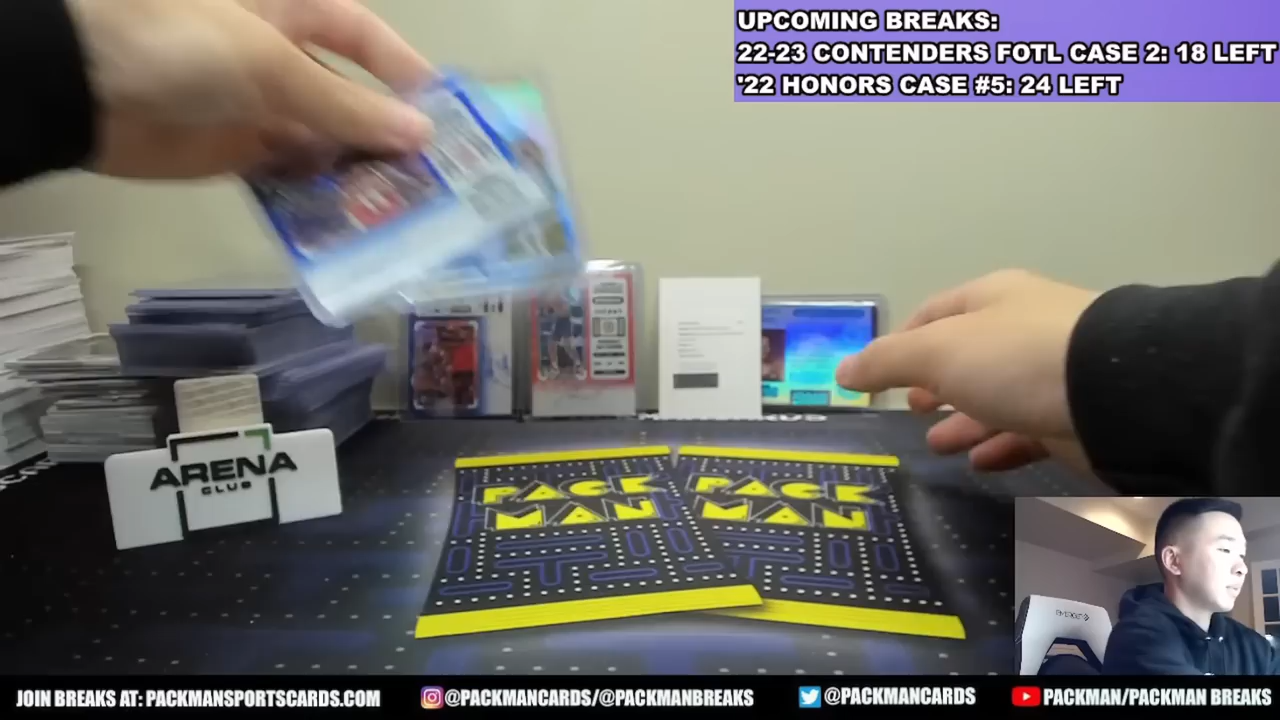 UPCOMING BREAKS:
22-23 CONTENDERS FOTL CASE 2: 18 LEFT
'22 HONORS CASE #5: 24 LEFT
ARENA
CLUB
PACK
MAN
PACK
MAN
JOIN BREAKS AT: PACKMANSPORTSCARDS.COM
@PACKMANCARDS/@PACKMANBREAKS
@PACKMANCARDS
PACKMAN/PACKMAN BREAKS